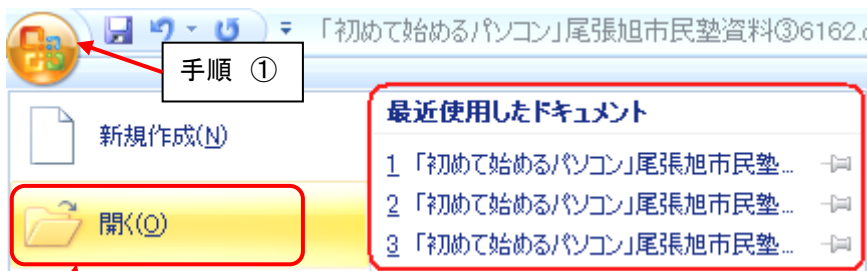 「初めて始めるパソコン」尾張旭市民塾資料③6162.
手順 ①
最近使用したドキュメント
新規作成(N)
1 「初めて始めるパソコン」尾張旭市民塾...
2 「初めて始めるパソコン」尾張旭市民塾...
開く(O)
3 「初めて始めるパソコン」尾張旭市民塾...